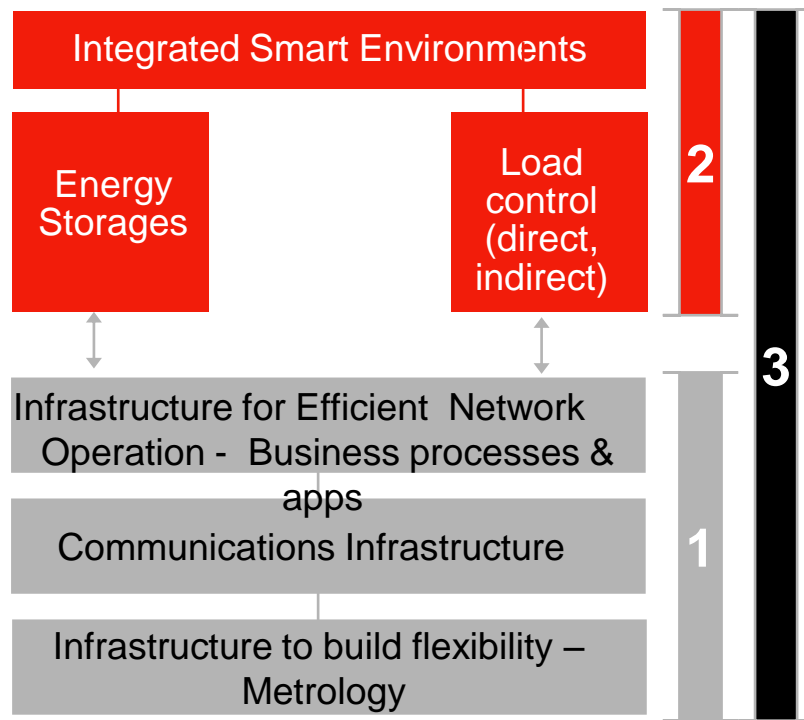 Integrated Smart Environments
Energy
Storages
Load
control
(direct,
indirect)
2
3
Infrastructure for Efficient Network
Operation - Business processes &
apps
Communications Infrastructure
1
Infrastructure to build flexibility –
Metrology